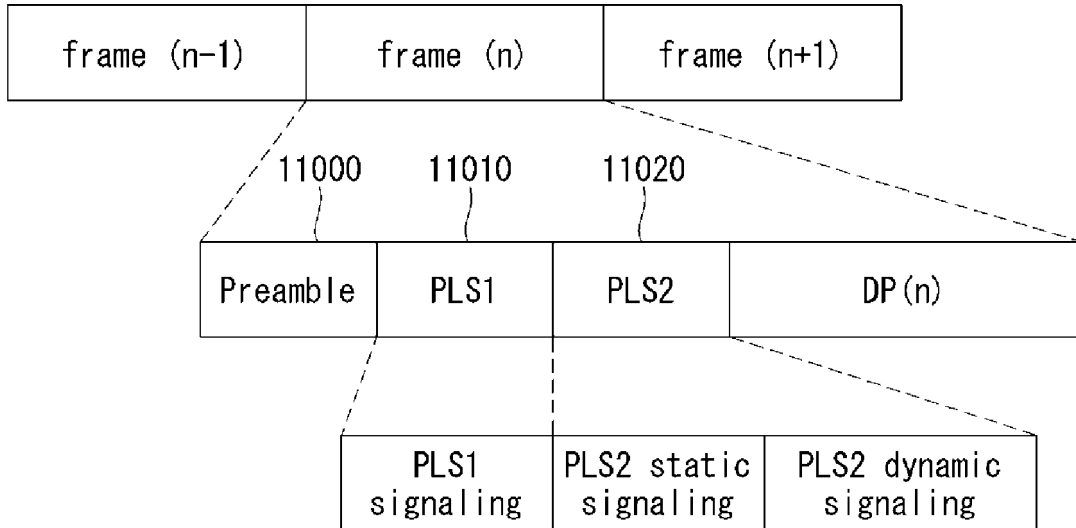 frame (n-1) frame (n) frame (n+1)
11000 11010 11020
Preamble PLS1 PLS2 DP(n)
PLS1 signaling PLS2 static signaling PLS2 dynamic signaling